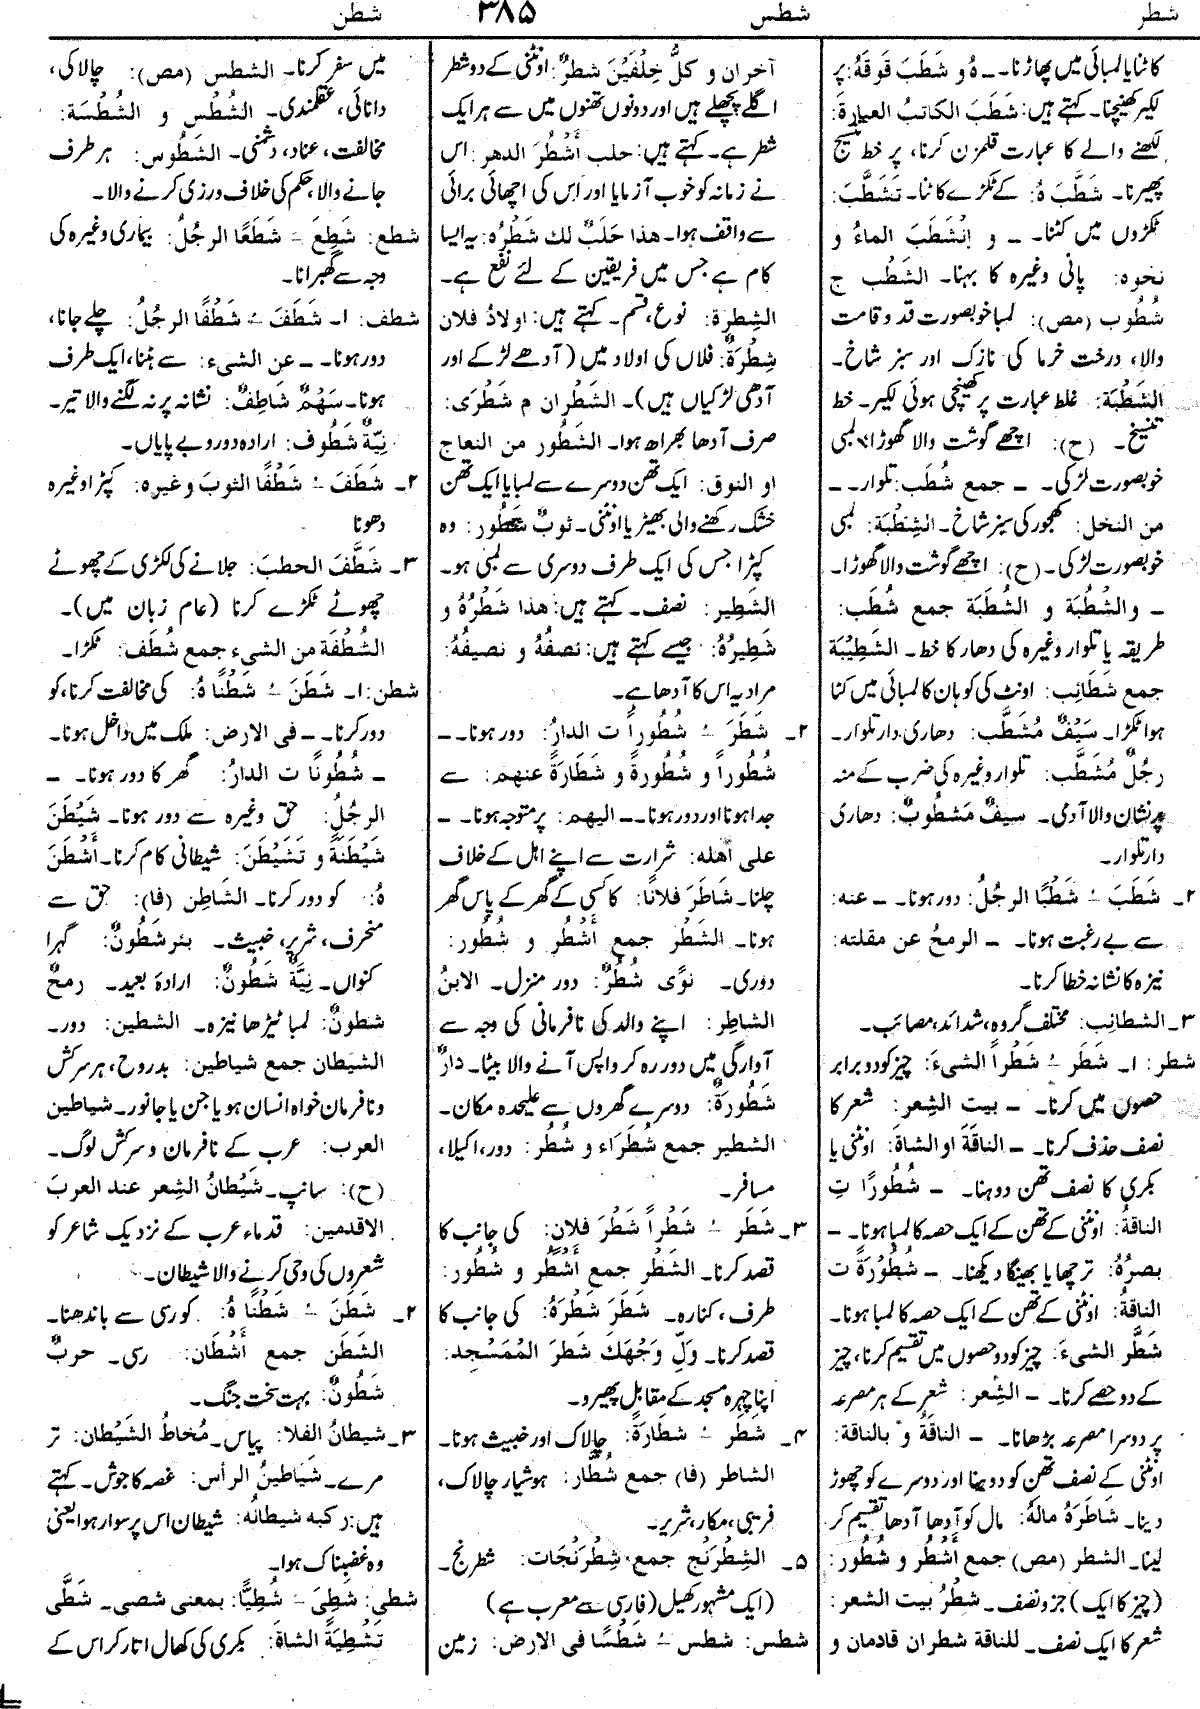 شطر
شطس
۳۸۵
شطن
کاٹنا یا لمبائی میں پھاڑنا۔ ۔ ہُ و شَطَبَ فَوقَهُ: پر
لکیر کھینچنا۔ کہتے ہیں: شَطَبَ الکاتبُ العبارةَ:
لکھنے والے کا عبارت قلمزن کرنا، پر خط تنسیخ
پھیرنا۔ شَطَّبَ ہُ: کے ٹکڑے کاٹنا۔ تَشَطَّبَ:
ٹکڑوں میں کٹنا۔ ۔ و اِنْشَطَبَ الماءُ و
نحوه: پانی وغیرہ کا بہنا۔ الشَطْب ج
شُطُوب (مص): لمبا خوبصورت قد و قامت
والا، درخت خرما کی نازک اور سبز شاخ۔
الشَطْبَة: غلط عبارت پر کھینچی ہوئی لکیر۔ خط
تنسیخ۔ (ح): اچھے گوشت والا گھوڑا، لمبی
خوبصورت لڑکی۔ ۔ جمع شُطَب: تلوار۔ ۔
من النخل: کھجور کی سبز شاخ۔ الشِطْبَة: لمبی
خوبصورت لڑکی۔ (ح): اچھے گوشت والا گھوڑا۔
۔ والشُطْبَة و الشُطَبَة جمع شُطَب:
طریقہ یا تلوار وغیرہ کی دھار کا خط۔ الشَطِیْبَة
جمع شَطَائِب: اونٹ کی کوہان کا لمبائی میں کٹا
ہوا ٹکڑا۔ سَیْفٌ مُشَطَّب: دھاری دار تلوار۔
رجُلٌ مُشَطَّب: تلوار وغیرہ کی ضرب کے منہ
پر نشان والا آدمی۔ سیفٌ مَشطوبٌ: دھاری
دار تلوار۔
۲۔ شَطَبَ ـُ شَطْبًا الرجُلُ: دور ہونا۔ ۔ عنه:
سے بے رغبت ہونا۔ ۔ الرمحُ عن مقلته:
نیزہ کا نشانہ خطا کرنا۔
۳۔ الشطائب: مختلف گروہ، شدائد، مصائب۔
شطر: ۱۔ شَطَر ـُ شَطْراً الشیءَ: چیز کو دو برابر
حصوں میں کرنا۔ ۔ بیت الشِعر: شعر کا
نصف حذف کرنا۔ ۔ الناقَةَ او الشاةَ: اونٹنی یا
بکری کا نصف تھن دوہنا۔ ۔ شُطُورًا تِ
الناقةُ: اونٹنی کے تھن کے ایک حصہ کا لمبا ہونا۔ ۔
بصرُهُ: ترچھا یا بھینگا دیکھنا۔ ۔ شُطُوْرَةً ت
الناقةُ: اونٹنی کے تھن کے ایک حصہ کا لمبا ہونا۔
شَطَّر الشیءَ: چیز کو دو حصوں میں تقسیم کرنا، چیز
کے دو حصے کرنا۔ ۔ الشِعر: شعر کے ہر مصرعہ
پر دوسرا مصرعہ بڑھانا۔ ۔ الناقَةُ و بالناقة:
اونٹنی کے نصف تھن کو دوہنا اور دوسرے کو چھوڑ
دینا۔ شاطَرَهُ مالهُ: مال کو آدھا آدھا تقسیم کر
لینا۔ الشطر (مص) جمع أَشْطُر و شُطُور:
(چیز کا ایک) جزو نصف۔ شطْرُ بیت الشعر:
شعر کا ایک نصف۔ للناقة شطران قادمان و
آخران و کلُّ خِلْفَیْن شطرٌ: اونٹنی کے دو شطر
اگلے پچھلے ہیں اور دونوں تھنوں میں سے ہر ایک
شطر ہے۔ کہتے ہیں: حلب أَشْطُرَ الدهر: اس
نے زمانہ کو خوب آزمایا اور اس کی اچھائی برائی
سے واقف ہوا۔ هذا حَلَبٌ لك شَطْرُه: یہ ایسا
کام ہے جس میں فریقین کے لئے نفع ہے۔
الشِطرة: نوع، قسم۔ کہتے ہیں: اولادُ فلان
شِطْرَةٌ: فلاں کی اولاد میں (آدھے لڑکے اور
آدھی لڑکیاں ہیں)۔ الشَطْران م شَطْرَی:
صرف آدھا بھرا ہوا۔ الشَطُور من النعاج
او النوق: ایک تھن دوسرے سے لمبا یا ایک تھن
خشک رکھنے والی بھیڑ یا اونٹنی۔ ثوبٌ شَطُور: وہ
کپڑا جس کی ایک طرف دوسری سے لمبی ہو۔
الشَطِیر: نصف۔ کہتے ہیں: هذا شَطْرُهُ و
شَطِیرُهُ: جیسے کہتے ہیں: نصفُهُ و نصیفُهُ:
مراد یہ اس کا آدھا ہے۔
۲۔ شَطَرَ ـُ شُطُوراً ت الدارُ: دور ہونا۔ ۔
شُطُوراً و شُطُورةً و شَطَارَةً عنهم: سے
جدا ہونا اور دور ہونا۔ ۔ الیهم: پر متوجہ ہونا۔ ۔
علی أهله: شرارت سے اپنے اہل کے خلاف
چلنا۔ شَاطَرَ فلانًا: کا کسی کے گھر کے پاس گھر
ہونا۔ الشَطْر جمع أَشْطُر و شُطُور:
دوری۔ نَوًی شُطُرٌ: دور منزل۔ الابنُ
الشاطِر: اپنے والد کی نافرمانی کی وجہ سے
آوارگی میں دور رہ کر واپس آنے والا بیٹا۔ دارٌ
شَطُورَةٌ: دوسرے گھروں سے علیحدہ مکان۔
الشطیر جمع شُطَرَاء و شُطُر: دور، اکیلا،
مسافر۔
۳۔ شَطَر ـُ شَطْراً شَطْرَ فلان: کی جانب کا
قصد کرنا۔ الشَطْر جمع أَشْطُر و شُطُور:
طرف، کنارہ۔ شَطَرَ شَطْرَهُ: کی جانب کا
قصد کرنا۔ وَلِّ وَجْهَكَ شَطرَ الْمَسْجِد:
اپنا چہرہ مسجد کے مقابل پھیرو۔
۴۔ شَطُر ـُ شَطَارَةً: چالاک اور خبیث ہونا۔
الشاطر (فا) جمع شُطَّار: ہوشیار چالاک،
فریبی، مکار، شریر۔
۵۔ الشِطْرَنْج جمع شِطْرَنْجَات: شطرنج۔
(ایک مشہور کھیل (فارسی سے معرب ہے)
شطس: شطس ـُ شَطْسًا فی الارض: زمین
میں سفر کرنا۔ الشطس (مص): چالاکی،
دانائی، عقلمندی۔ الشُطْس و الشُطْسَة:
مخالفت، عناد، دشمنی۔ الشَطُوس: ہر طرف
جانے والا، حکم کی خلاف ورزی کرنے والا۔
شطع: شَطِعَ ـَ شَطَعًا الرجُلُ: بیماری وغیرہ کی
وجہ سے گھبرانا۔
شطف: ۱۔ شَطَفَ ـُ شَطْفًا الرجُلُ: چلے جانا،
دور ہونا۔ ۔ عن الشیء: سے ہٹنا، ایک طرف
ہونا۔ سَهْمٌ شَاطِفٌ: نشانہ پر نہ لگنے والا تیر۔
نِیَّةٌ شَطُوف: ارادہ دور و بے پایاں۔
۲۔ شَطَفَ ـُ شَطْفًا الثوبَ وغیره: کپڑا وغیرہ
دھونا
۳۔ شَطَّفَ الحطبَ: جلانے کی لکڑی کے چھوٹے
چھوٹے ٹکڑے کرنا (عام زبان میں)۔
الشُطْفَة من الشیء جمع شُطَف: ٹکڑا۔
شطن: ۱۔ شَطَنَ ـُ شَطْنًا ہُ: کی مخالفت کرنا، کو
دور کرنا۔ ۔ فی الارض: ملک میں داخل ہونا۔
۔ شُطُونًا ت الدارُ: گھر کا دور ہونا۔ ۔
الرجُلُ: حق وغیرہ سے دور ہونا۔ شَیْطَنَ
شَیْطَنَةً و تَشَیْطَنَ: شیطانی کام کرنا۔ أَشْطَنَ
ہُ: کو دور کرنا۔ الشَاطِن (فا): حق سے
منحرف، شریر، خبیث۔ بئر شَطُونٌ: گہرا
کنواں۔ نِیَّةٌ شَطُونٌ: ارادہ بعید۔ رمحٌ
شطونٌ: لمبا ٹیڑھا نیزہ۔ الشطین: دور۔
الشیْطان جمع شیاطین: بدروح، ہر سرکش
و نافرمان خواہ انسان ہو یا جن یا جانور۔ شیاطین
العرب: عرب کے نافرمان و سرکش لوگ۔
(ح): سانپ۔ شَیْطانُ الشِعر عند العربَ
الاقدمین: قدماء عرب کے نزدیک شاعر کو
شعروں کی وحی کرنے والا شیطان۔
۲۔ شَطَنَ ـُ شَطْنًا ہُ: کو رسی سے باندھنا۔
الشَطَن جمع أَشْطان: رسی۔ حربٌ
شَطُونٌ: بہت سخت جنگ۔
۳۔ شیطانُ الفلا: پیاس۔ مُخاطُ الشَیْطان: تر
مرے۔ شَیَاطینُ الرأس: غصہ کا جوش۔ کہتے
ہیں: رکبه شیطانُه: شیطان اس پر سوار ہوا یعنی
وہ غضبناک ہوا۔
شطی: شَطِیَ ـَ شُطِیًّا: بمعنی شصی۔ شَطَّی
تَشْطِیَةً الشاةَ: بکری کی کھال اتار کر اس کے